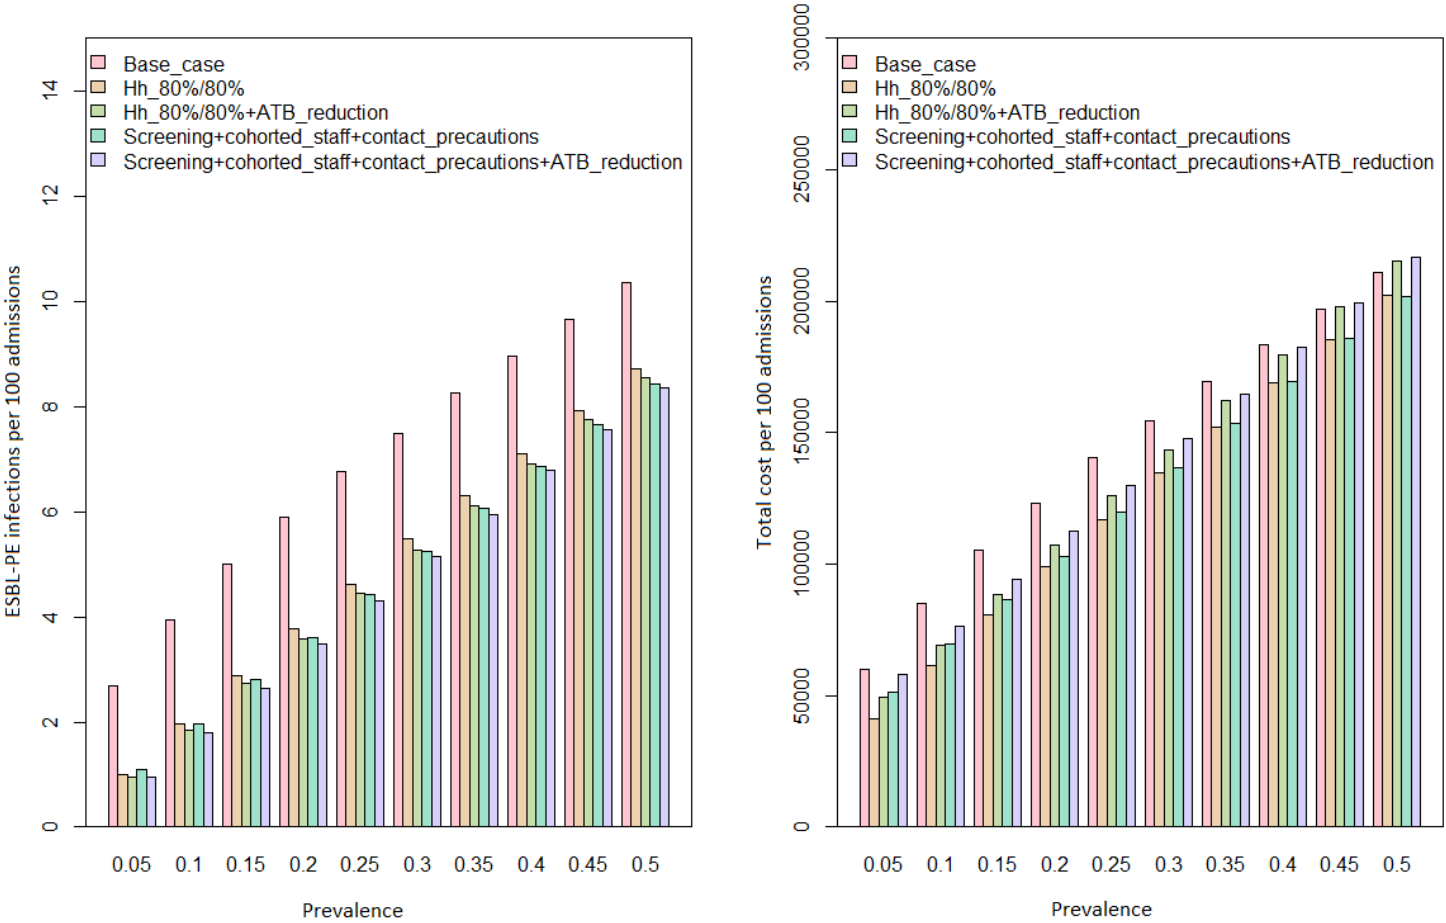 Base_case
Hh_80%/80%
Hh_80%/80%+ATB_reduction
Screening+cohorted_staff+contact_precautions
Screening+cohorted_staff+contact_precautions+ATB_reduction
ESBL-PE infections per 100 admissions
14
12
10
8
6
4
2
0
0.05 0.1 0.15 0.2 0.25 0.3 0.35 0.4 0.45 0.5
Prevalence
Base_case
Hh_80%/80%
Hh_80%/80%+ATB_reduction
Screening+cohorted_staff+contact_precautions
Screening+cohorted_staff+contact_precautions+ATB_reduction
Total cost per 100 admissions
300000
250000
200000
150000
100000
50000
0
0.05 0.1 0.15 0.2 0.25 0.3 0.35 0.4 0.45 0.5
Prevalence